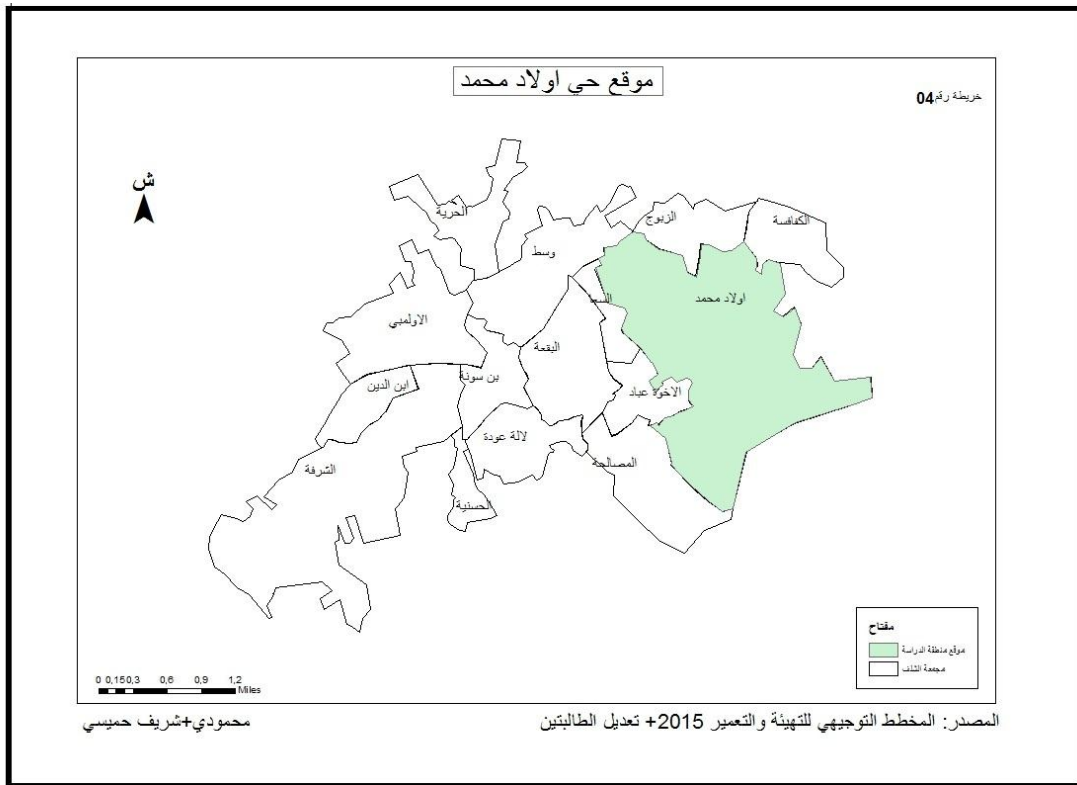 موقع حي اولاد محمد
خريطة رقم04
ش
الحرية
الزبوج
الكفافسة
وسط
اولاد محمد
السعا
الاولمبي
البقعة
بن سونة
ابن الدين
الاخوة عباد
لالة عودة
المصالحة
الشرفة
الحسنية
مفتاح
موقع منطقة الدراسة
مجمعة الشلف
0 0,150,3 0,6 0,9 1,2
Miles
المصدر: المخطط التوجيهي للتهيئة والتعمير 2015+ تعديل الطالبتين
محمودي+شريف حميسي